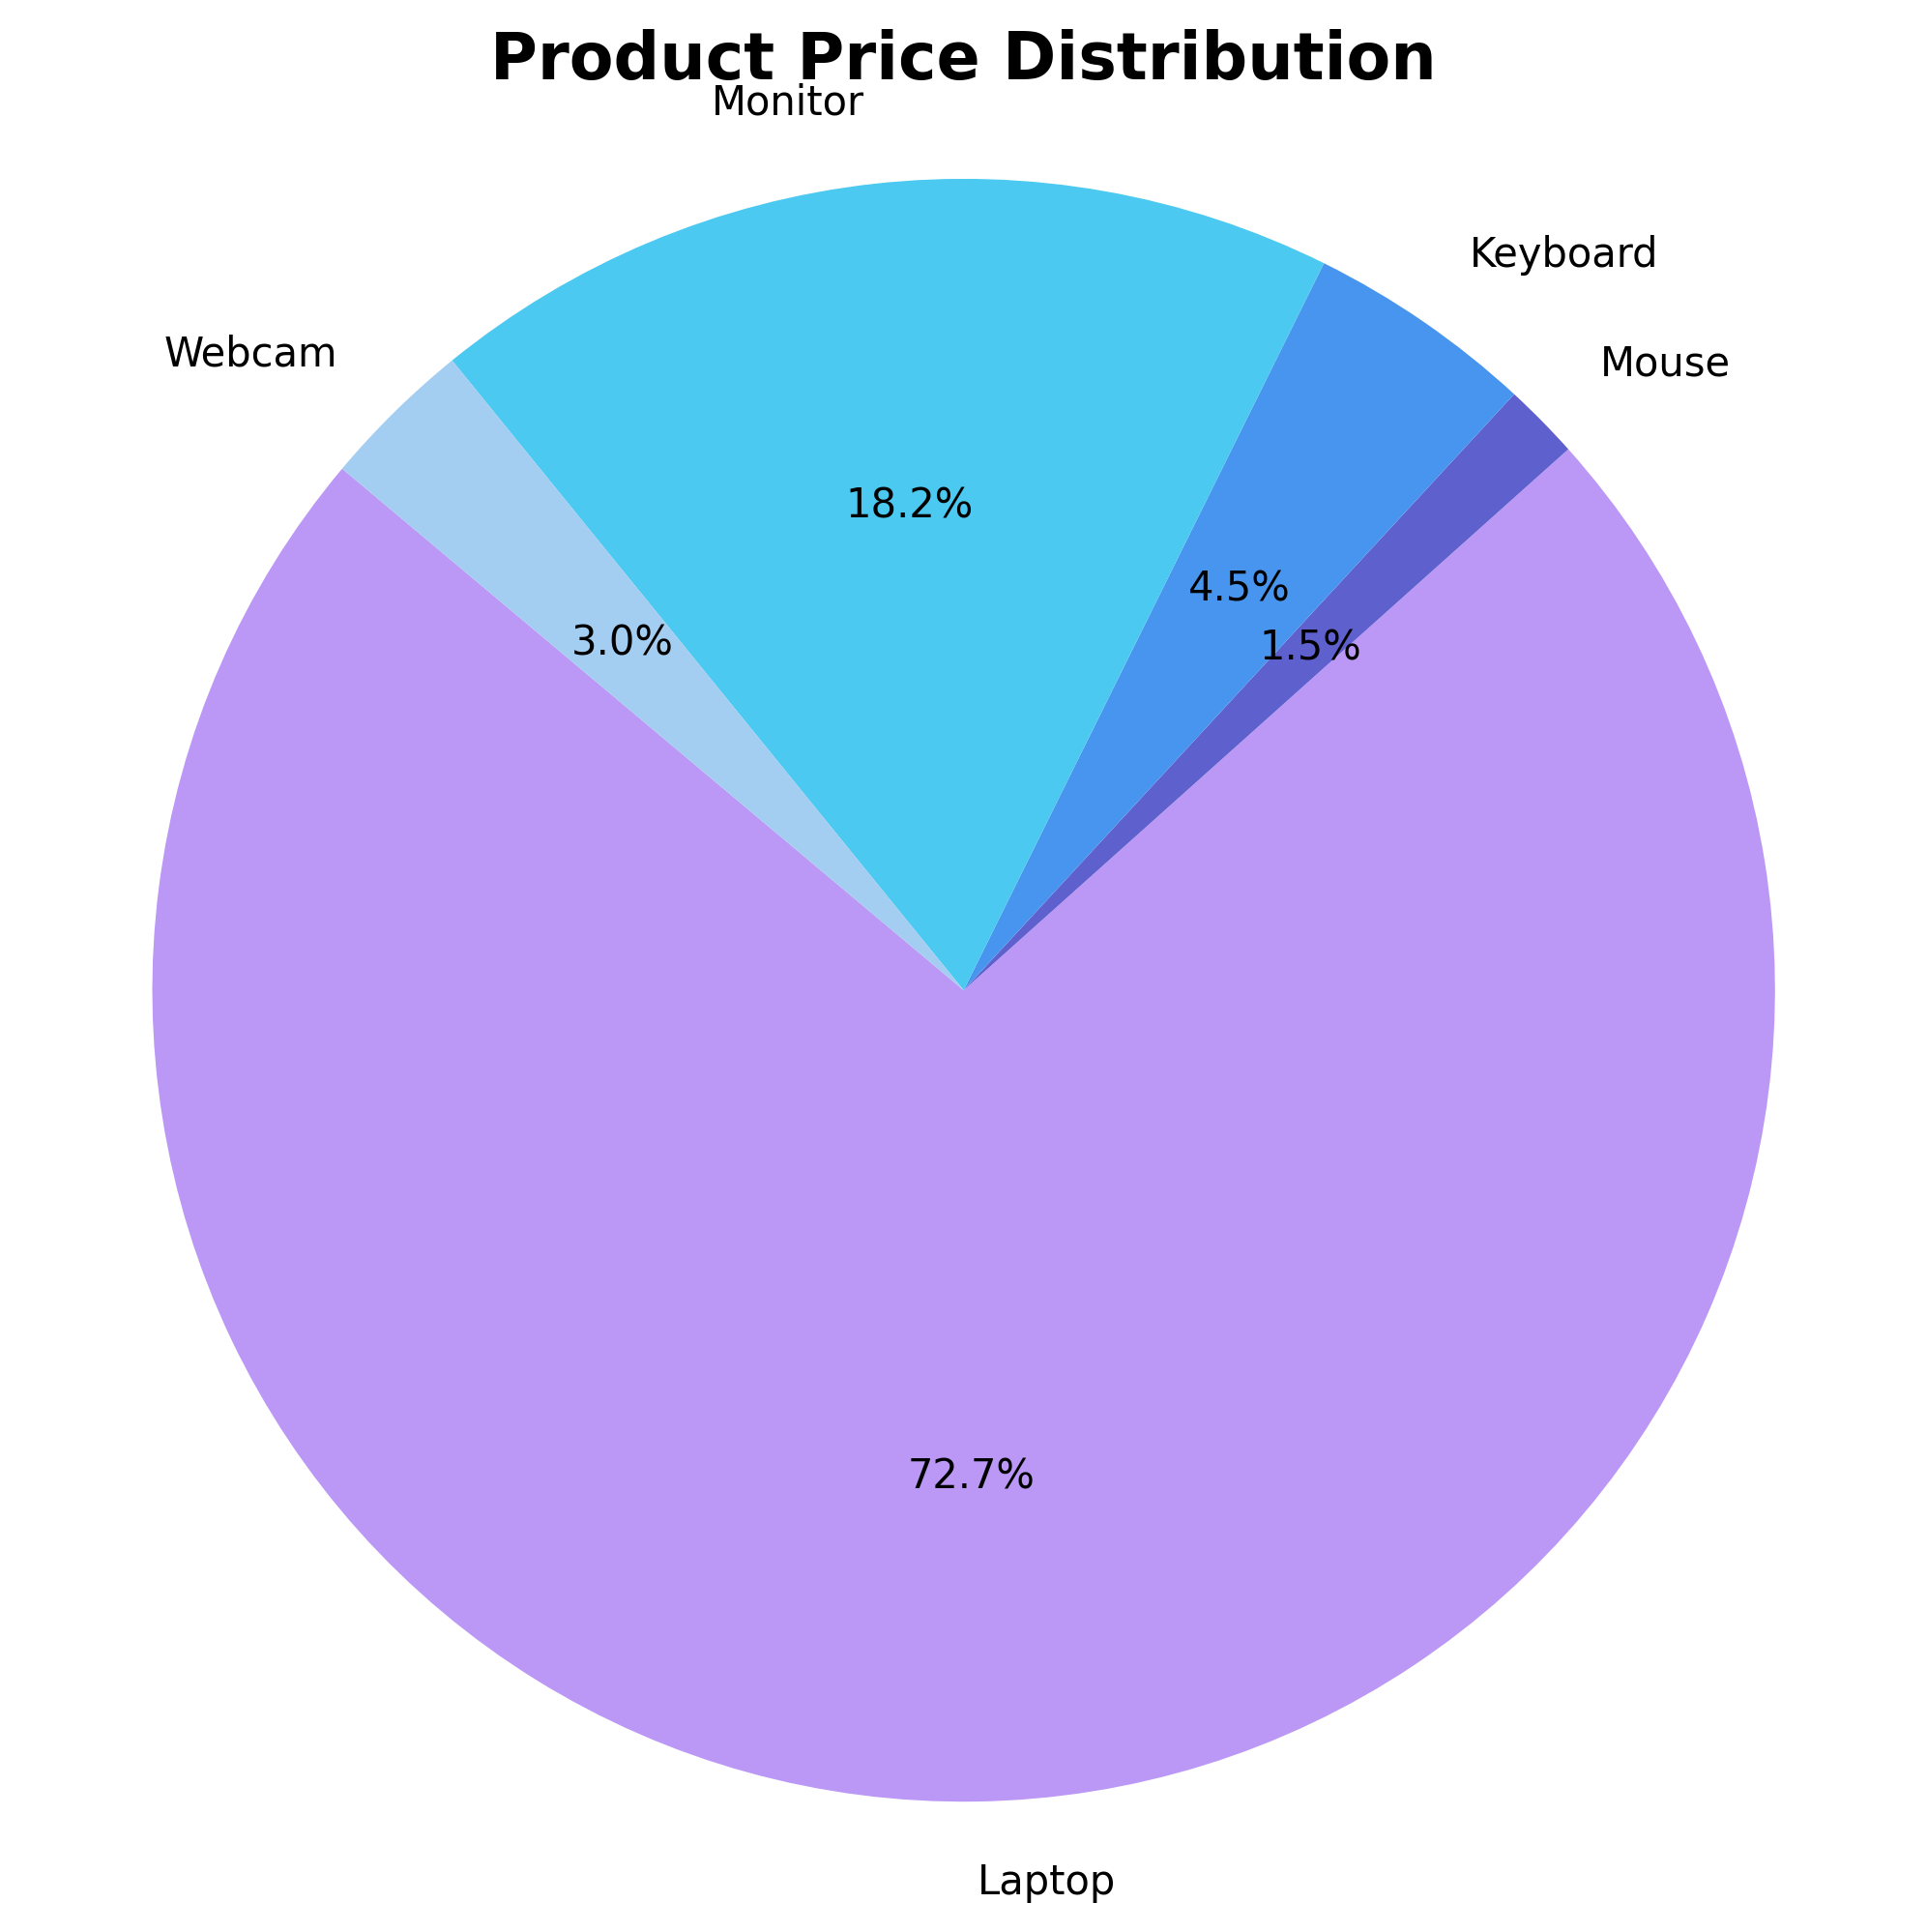 Product Price Distribution
Monitor
Keyboard
Webcam
Mouse
18.2%
4.5%
3.0%
1.5%
72.7%
Laptop